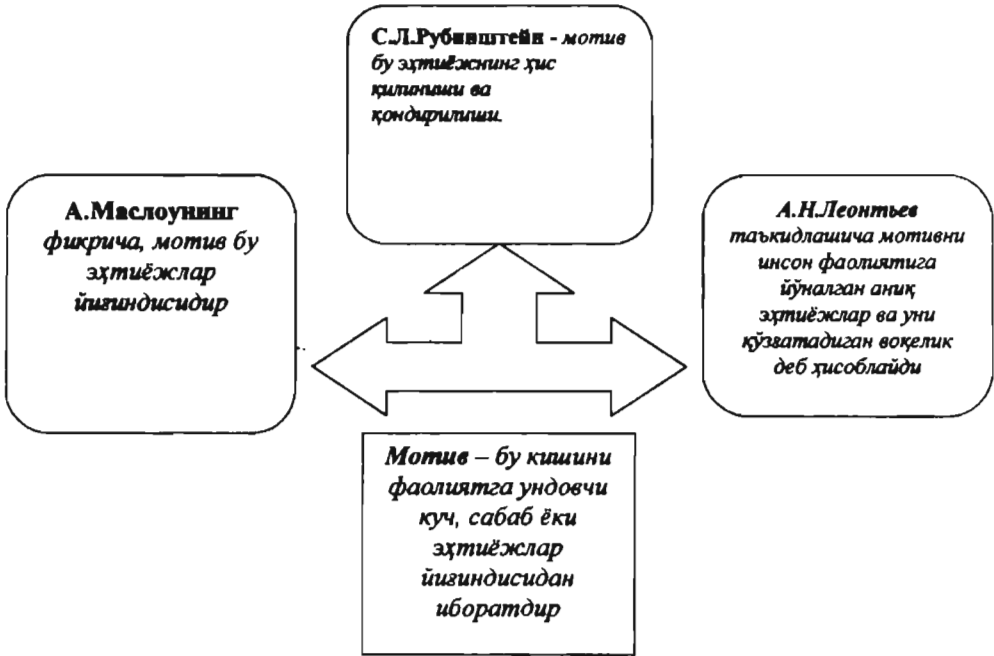 С.Л.Рубинштейн - мотив
бу эҳтиёжнинг ҳис
қилиниши ва
қондирилиши.
А.Маслоунинг
фикрича, мотив бу
эҳтиёжлар
йиғиндисидир
А.Н.Леонтьев
таъкидлашича мотивни
инсон фаолиятига
йўналган аниқ
эҳтиёжлар ва уни
қўзғатадиган воқелик
деб ҳисоблайди
Мотив – бу кишини
фаолиятга ундовчи
куч, сабаб ёки
эҳтиёжлар
йиғиндисидан
иборатдир